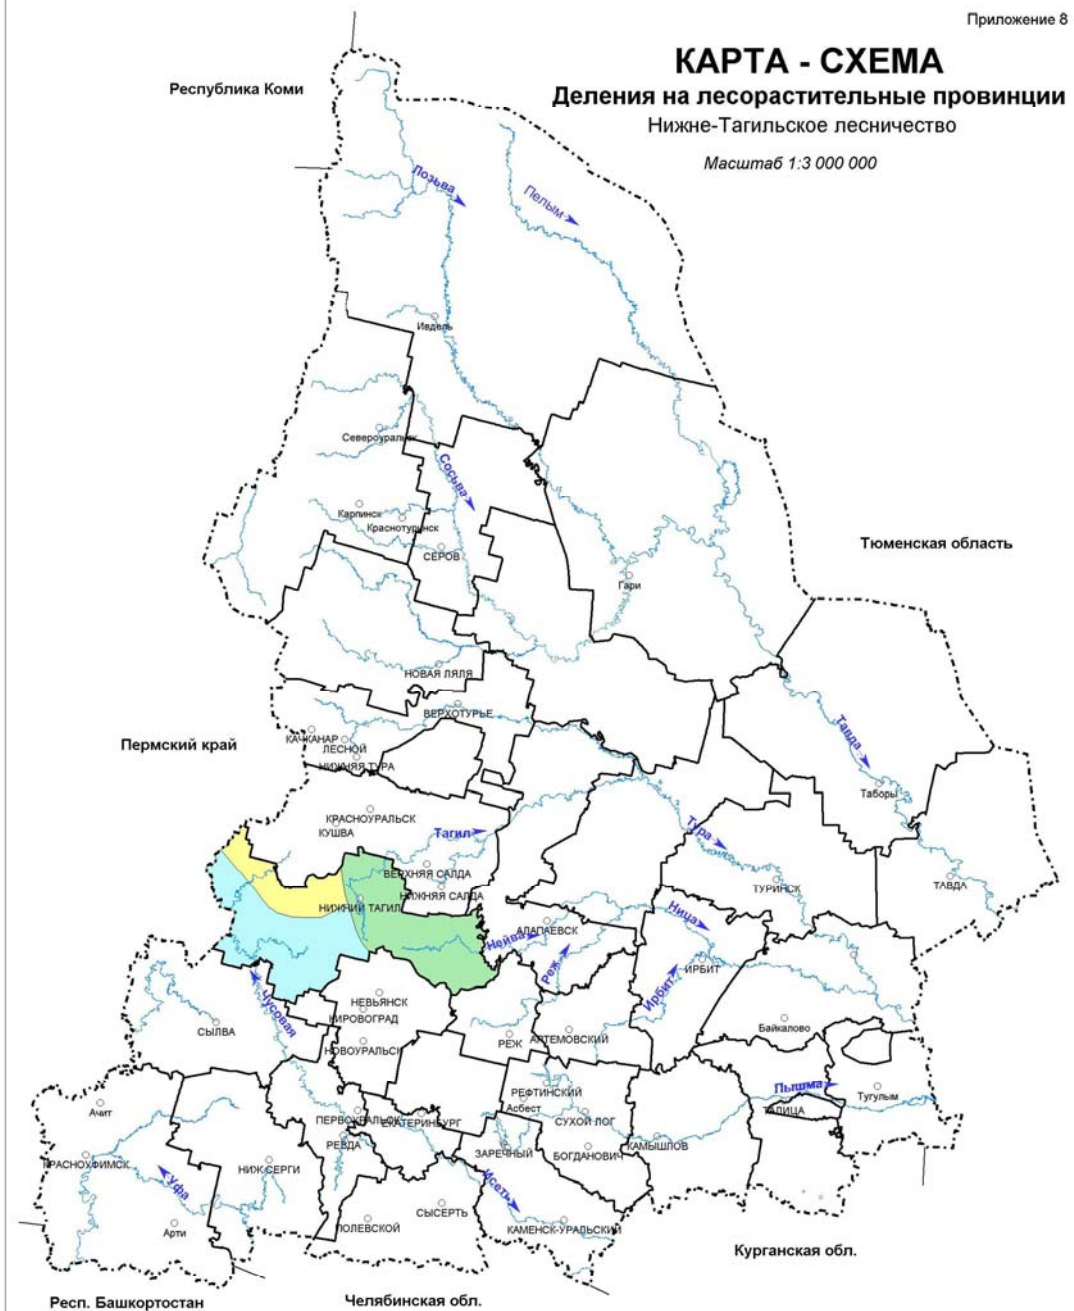 Приложение 8
КАРТА - СХЕМА
Деления на лесорастительные провинции
Нижне-Тагильское лесничество
Масштаб 1:3 000 000
Республика Коми
Лозьва
Пелым
Ивдель
Североуральск
Сосьва
Карпинск
Краснотурьинск
СЕРОВ
Тюменская область
Гари
НОВАЯ ЛЯЛЯ
ВЕРХОТУРЬЕ
Пермский край
КАЧКАНАР
ЛЕСНОЙ
НИЖНЯЯ ТУРА
Тавда
Таборы
КРАСНОУРАЛЬСК
КУШВА
Тагил
Тура
ВЕРХНЯЯ САЛДА
НИЖНЯЯ САЛДА
ТУРИНСК
ТАВДА
НИЖНИЙ ТАГИЛ
Ница
Нейва
АЛАПАЕВСК
Реж
ИРБИТ
Ирбит
Чусовая
НЕВЬЯНСК
КИРОВОГРАД
СЫЛВА
НОВОУРАЛЬСК
РЕЖ
АРТЕМОВСКИЙ
Байкалово
Пышма
Тугулым
ТАЛИЦА
Ачит
РЕФТИНСКИЙ
Асбест
СУХОЙ ЛОГ
ПЕРВОУРАЛЬСК
ЕКАТЕРИНБУРГ
РЕВДА
ЗАРЕЧНЫЙ
БОГДАНОВИЧ
КАМЫШЛОВ
КРАСНОУФИМСК
НИЖ.СЕРГИ
Уфа
Исеть
Арти
СЫСЕРТЬ
ПОЛЕВСКОЙ
КАМЕНСК-УРАЛЬСКИЙ
Курганская обл.
Респ. Башкортостан
Челябинская обл.